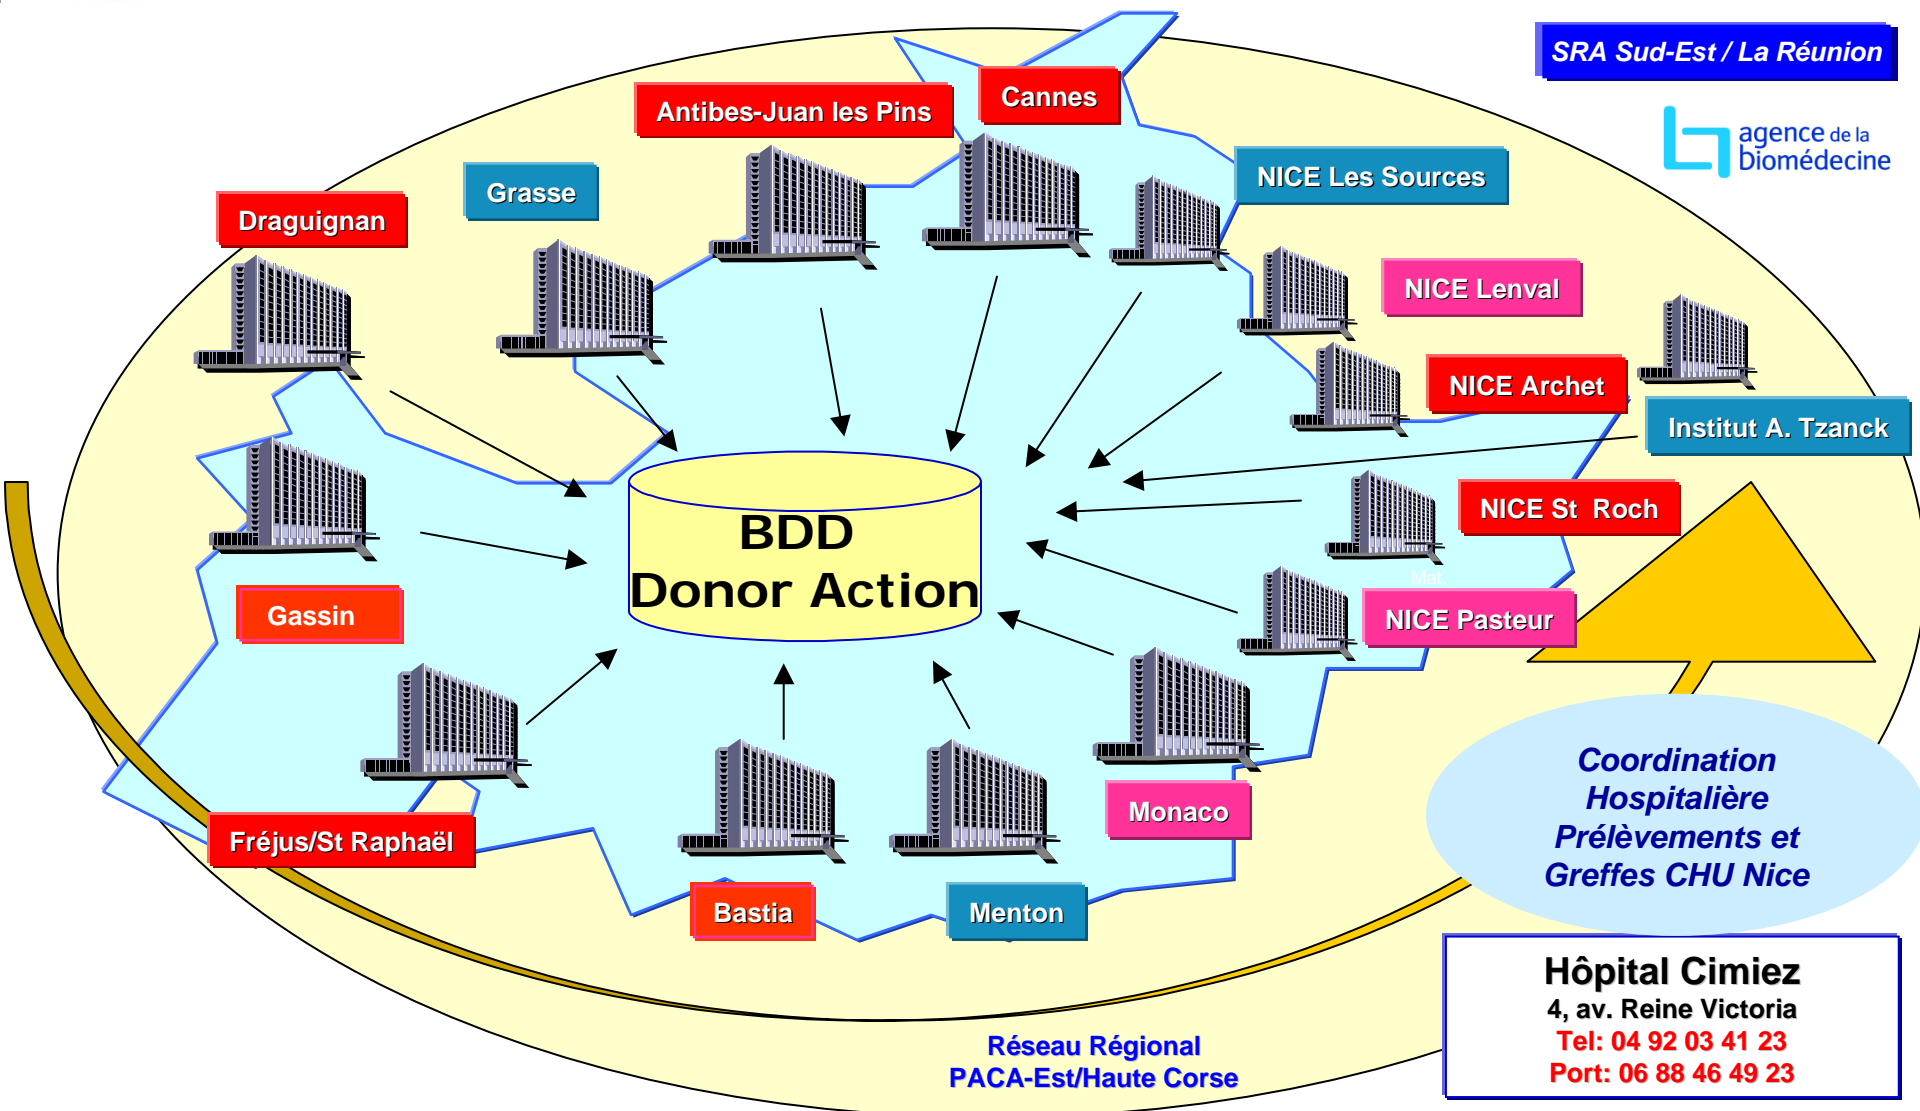 SRA Sud-Est / La Réunion
agence de la
biomédecine
Cannes
Antibes-Juan les Pins
NICE Les Sources
Grasse
Draguignan
NICE Lenval
NICE Archet
Institut A. Tzanck
NICE St Roch
Mat.
NICE Pasteur
BDD
Donor Action
Gassin
Monaco
Fréjus/St Raphaël
Bastia
Menton
Coordination
Hospitalière
Prélèvements et
Greffes CHU Nice
Hôpital Cimiez
4, av. Reine Victoria
Tel: 04 92 03 41 23
Port: 06 88 46 49 23
Réseau Régional
PACA-Est/Haute Corse